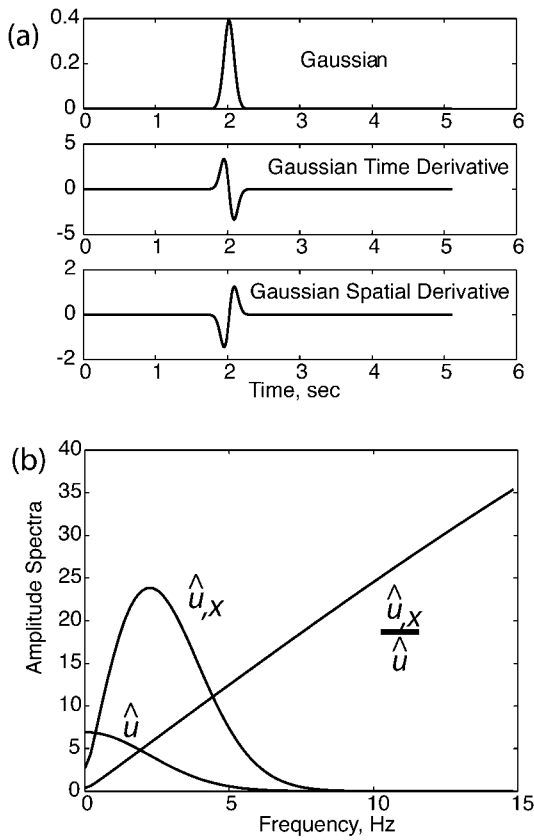 (a)
0.4
0.2
0
Gaussian
0 1 2 3 4 5 6
5
0
-5
Gaussian Time Derivative
0 1 2 3 4 5 6
2
0
-2
Gaussian Spatial Derivative
0 1 2 3 4 5 6
Time, sec
(b)
Amplitude Spectra
40
35
30
25
20
15
10
5
0
û,x
û
û,x
û
0 5 10 15
Frequency, Hz